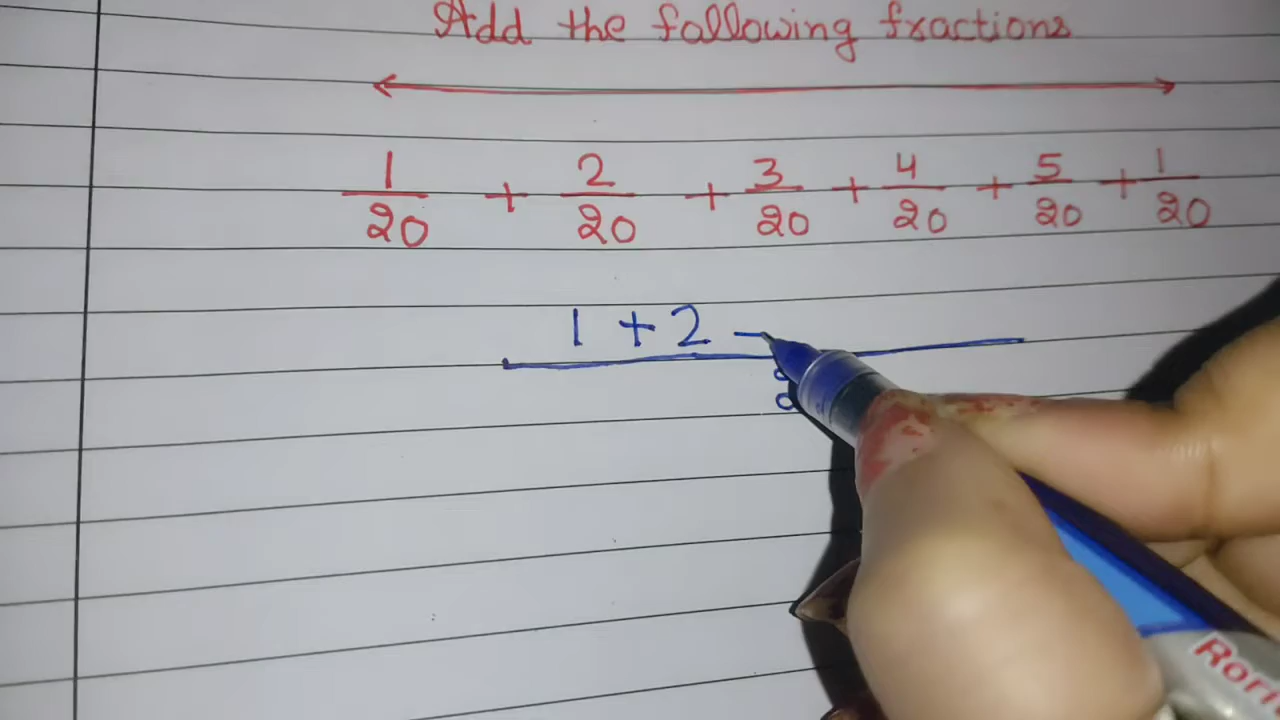 Add the following fractions
1/20 + 2/20 + 3/20 + 4/20 + 5/20 + 1/20
1 + 2 -